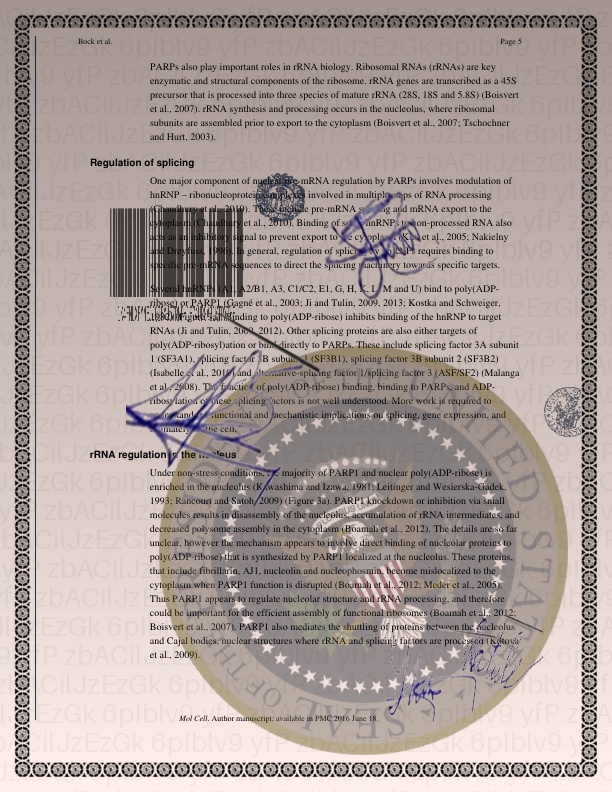 Bock et al. Page 5
PARPs also play important roles in rRNA biology. Ribosomal RNAs (rRNAs) are key
enzymatic and structural components of the ribosome. rRNA genes are transcribed as a 45S
precursor that is processed into three species of mature rRNA (28S, 18S and 5.8S) (Boisvert
et al., 2007). rRNA synthesis and processing occurs in the nucleolus, where ribosomal
subunits are assembled prior to export to the cytoplasm (Boisvert et al., 2007; Tschochner
and Hurt, 2003).
Regulation of splicing
One major component of nuclear pre-mRNA regulation by PARPs involves modulation of
hnRNP – ribonucleoprotein complexes involved in multiple steps of RNA processing
(Chaudhury et al., 2010). These include pre-mRNA splicing and mRNA export to the
cytoplasm (Chaudhury et al., 2010). Binding of some hnRNPs to non-processed RNA also
acts as an inhibitory signal to prevent export to the cytoplasm (Kim et al., 2005; Nakielny
and Dreyfuss, 1996). In general, regulation of splicing by hnRNPs requires binding to
specific pre-mRNA sequences to direct the splicing machinery towards specific targets.
Several hnRNPs (A1, A2/B1, A3, C1/C2, E1, G, H, K, L, M and U) bind to poly(ADP-
ribose) or PARP1 (Gagné et al., 2003; Ji and Tulin, 2009, 2013; Kostka and Schweiger,
binding to poly(ADP-ribose) inhibits binding of the hnRNP to target
RNAs (Ji and Tulin, 2009, 2012). Other splicing proteins are also either targets of
poly(ADP-ribosyl)ation or bind directly to PARPs. These include splicing factor 3A subunit
1 (SF3A1), splicing factor 3B subunit 1 (SF3B1), splicing factor 3B subunit 2 (SF3B2)
(Isabelle et al., 2010) and alternative-splicing factor 1/splicing factor 3 (ASF/SF2) (Malanga
et al., 2008). The function of poly(ADP-ribose) binding, binding to PARPs, and ADP-
ribosylation of these splicing factors is not well understood. More work is required to
understand the functional and mechanistic implications on splicing, gene expression, and
ultimately the cell.
rRNA regulation in the nucleus
Under non-stress conditions, the majority of PARP1 and nuclear poly(ADP-ribose) is
enriched in the nucleolus (Kawashima and Izawa, 1981; Leitinger and Wesierska-Gadek,
1993; Rancourt and Satoh, 2009) (Figure 3a). PARP1 knockdown or inhibition via small
molecules results in disassembly of the nucleolus, accumulation of rRNA intermediates, and
decreased polysome assembly in the cytoplasm (Boamah et al., 2012). The details are so far
unclear, however the mechanism appears to involve direct binding of nucleolar proteins to
poly(ADP-ribose) that is synthesized by PARP1 localized at the nucleolus. These proteins,
that include fibrillarin, AJ1, nucleolin and nucleophosmin, become mislocalized to the
cytoplasm when PARP1 function is disrupted (Boamah et al., 2012; Meder et al., 2005).
Thus PARP1 appears to regulate nucleolar structure and rRNA processing, and therefore
could be important for the efficient assembly of functional ribosomes (Boamah et al., 2012;
Boisvert et al., 2007). PARP1 also mediates the shuttling of proteins between the nucleolus
and Cajal bodies, nuclear structures where rRNA and splicing factors are processed (Kotova
et al., 2009).
Mol Cell. Author manuscript; available in PMC 2016 June 18.